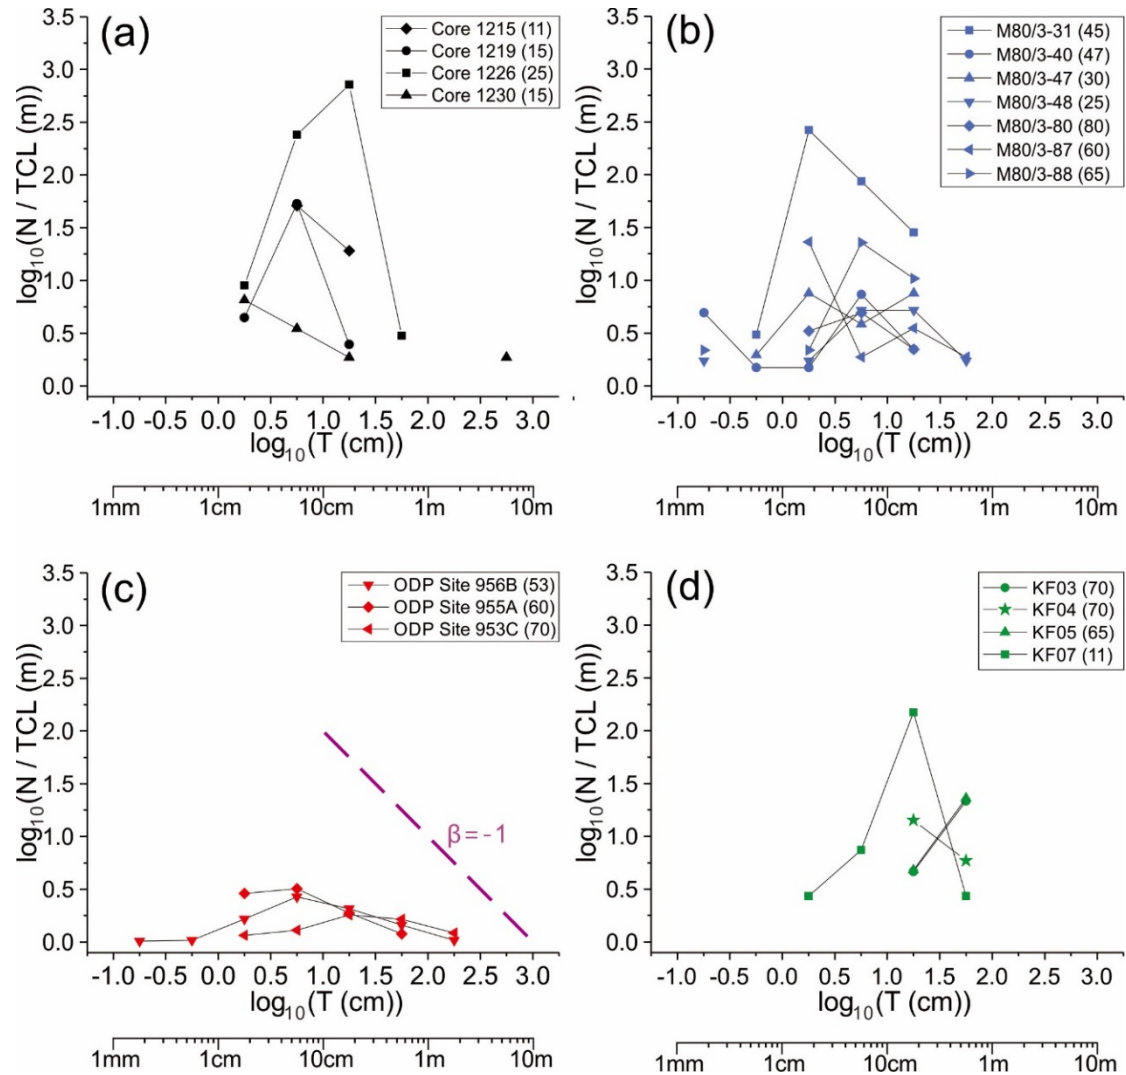 (a)
Core 1215 (11)
Core 1219 (15)
Core 1226 (25)
Core 1230 (15)
3.5
3.0
2.5
2.0
1.5
1.0
0.5
0.0
log10(N / TCL (m))
-1.0 -0.5 0.0 0.5 1.0 1.5 2.0 2.5 3.0
log10(T (cm))
1mm 1cm 10cm 1m 10m
(b)
M80/3-31 (45)
M80/3-40 (47)
M80/3-47 (30)
M80/3-48 (25)
M80/3-80 (80)
M80/3-87 (60)
M80/3-88 (65)
3.5
3.0
2.5
2.0
1.5
1.0
0.5
0.0
log10(N / TCL (m))
-1.0 -0.5 0.0 0.5 1.0 1.5 2.0 2.5 3.0
log10(T (cm))
1mm 1cm 10cm 1m 10m
(c)
ODP Site 956B (53)
ODP Site 955A (60)
ODP Site 953C (70)
3.5
3.0
2.5
2.0
1.5
1.0
0.5
0.0
log10(N / TCL (m))
β = -1
-1.0 -0.5 0.0 0.5 1.0 1.5 2.0 2.5 3.0
log10(T (cm))
1mm 1cm 10cm 1m 10m
(d)
KF03 (70)
KF04 (70)
KF05 (65)
KF07 (11)
3.5
3.0
2.5
2.0
1.5
1.0
0.5
0.0
log10(N / TCL (m))
-1.0 -0.5 0.0 0.5 1.0 1.5 2.0 2.5 3.0
log10(T (cm))
1mm 1cm 10cm 1m 10m